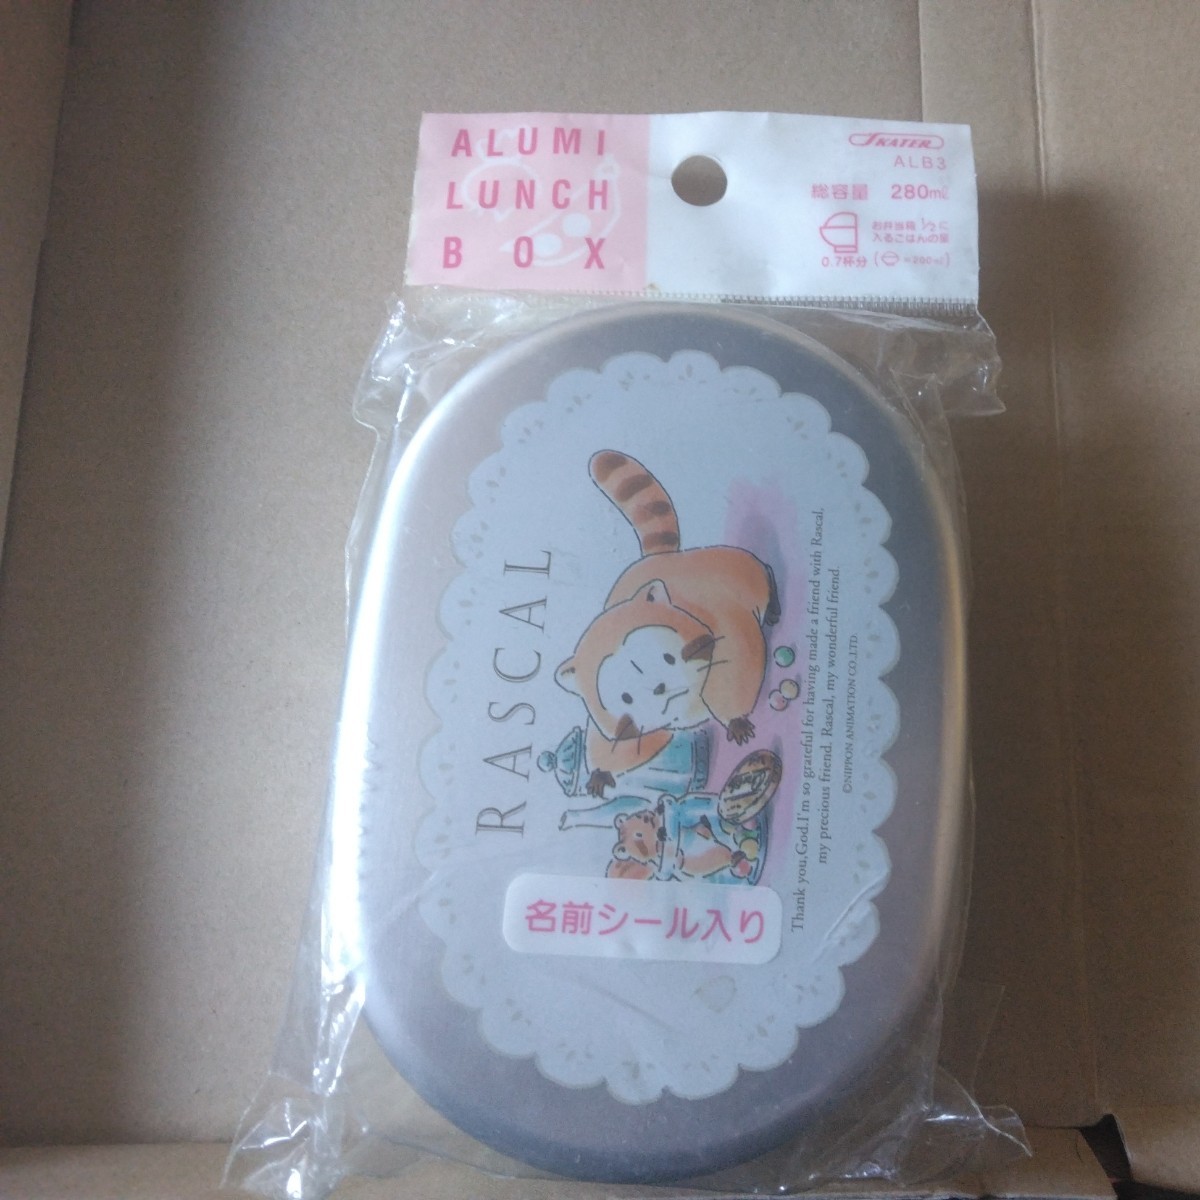 ALUMI
LUNCH
BOX
SKATER
ALB3
総容量 280ml
お弁当箱 1/2に
入るごはんの量
0.7杯分
RASCAL
Thank you,God.I'm so grateful for having made a friend with Rascal,
my precious friend. Rascal, my wonderful friend.
©NIPPON ANIMATION CO.,LTD.
名前シール入り